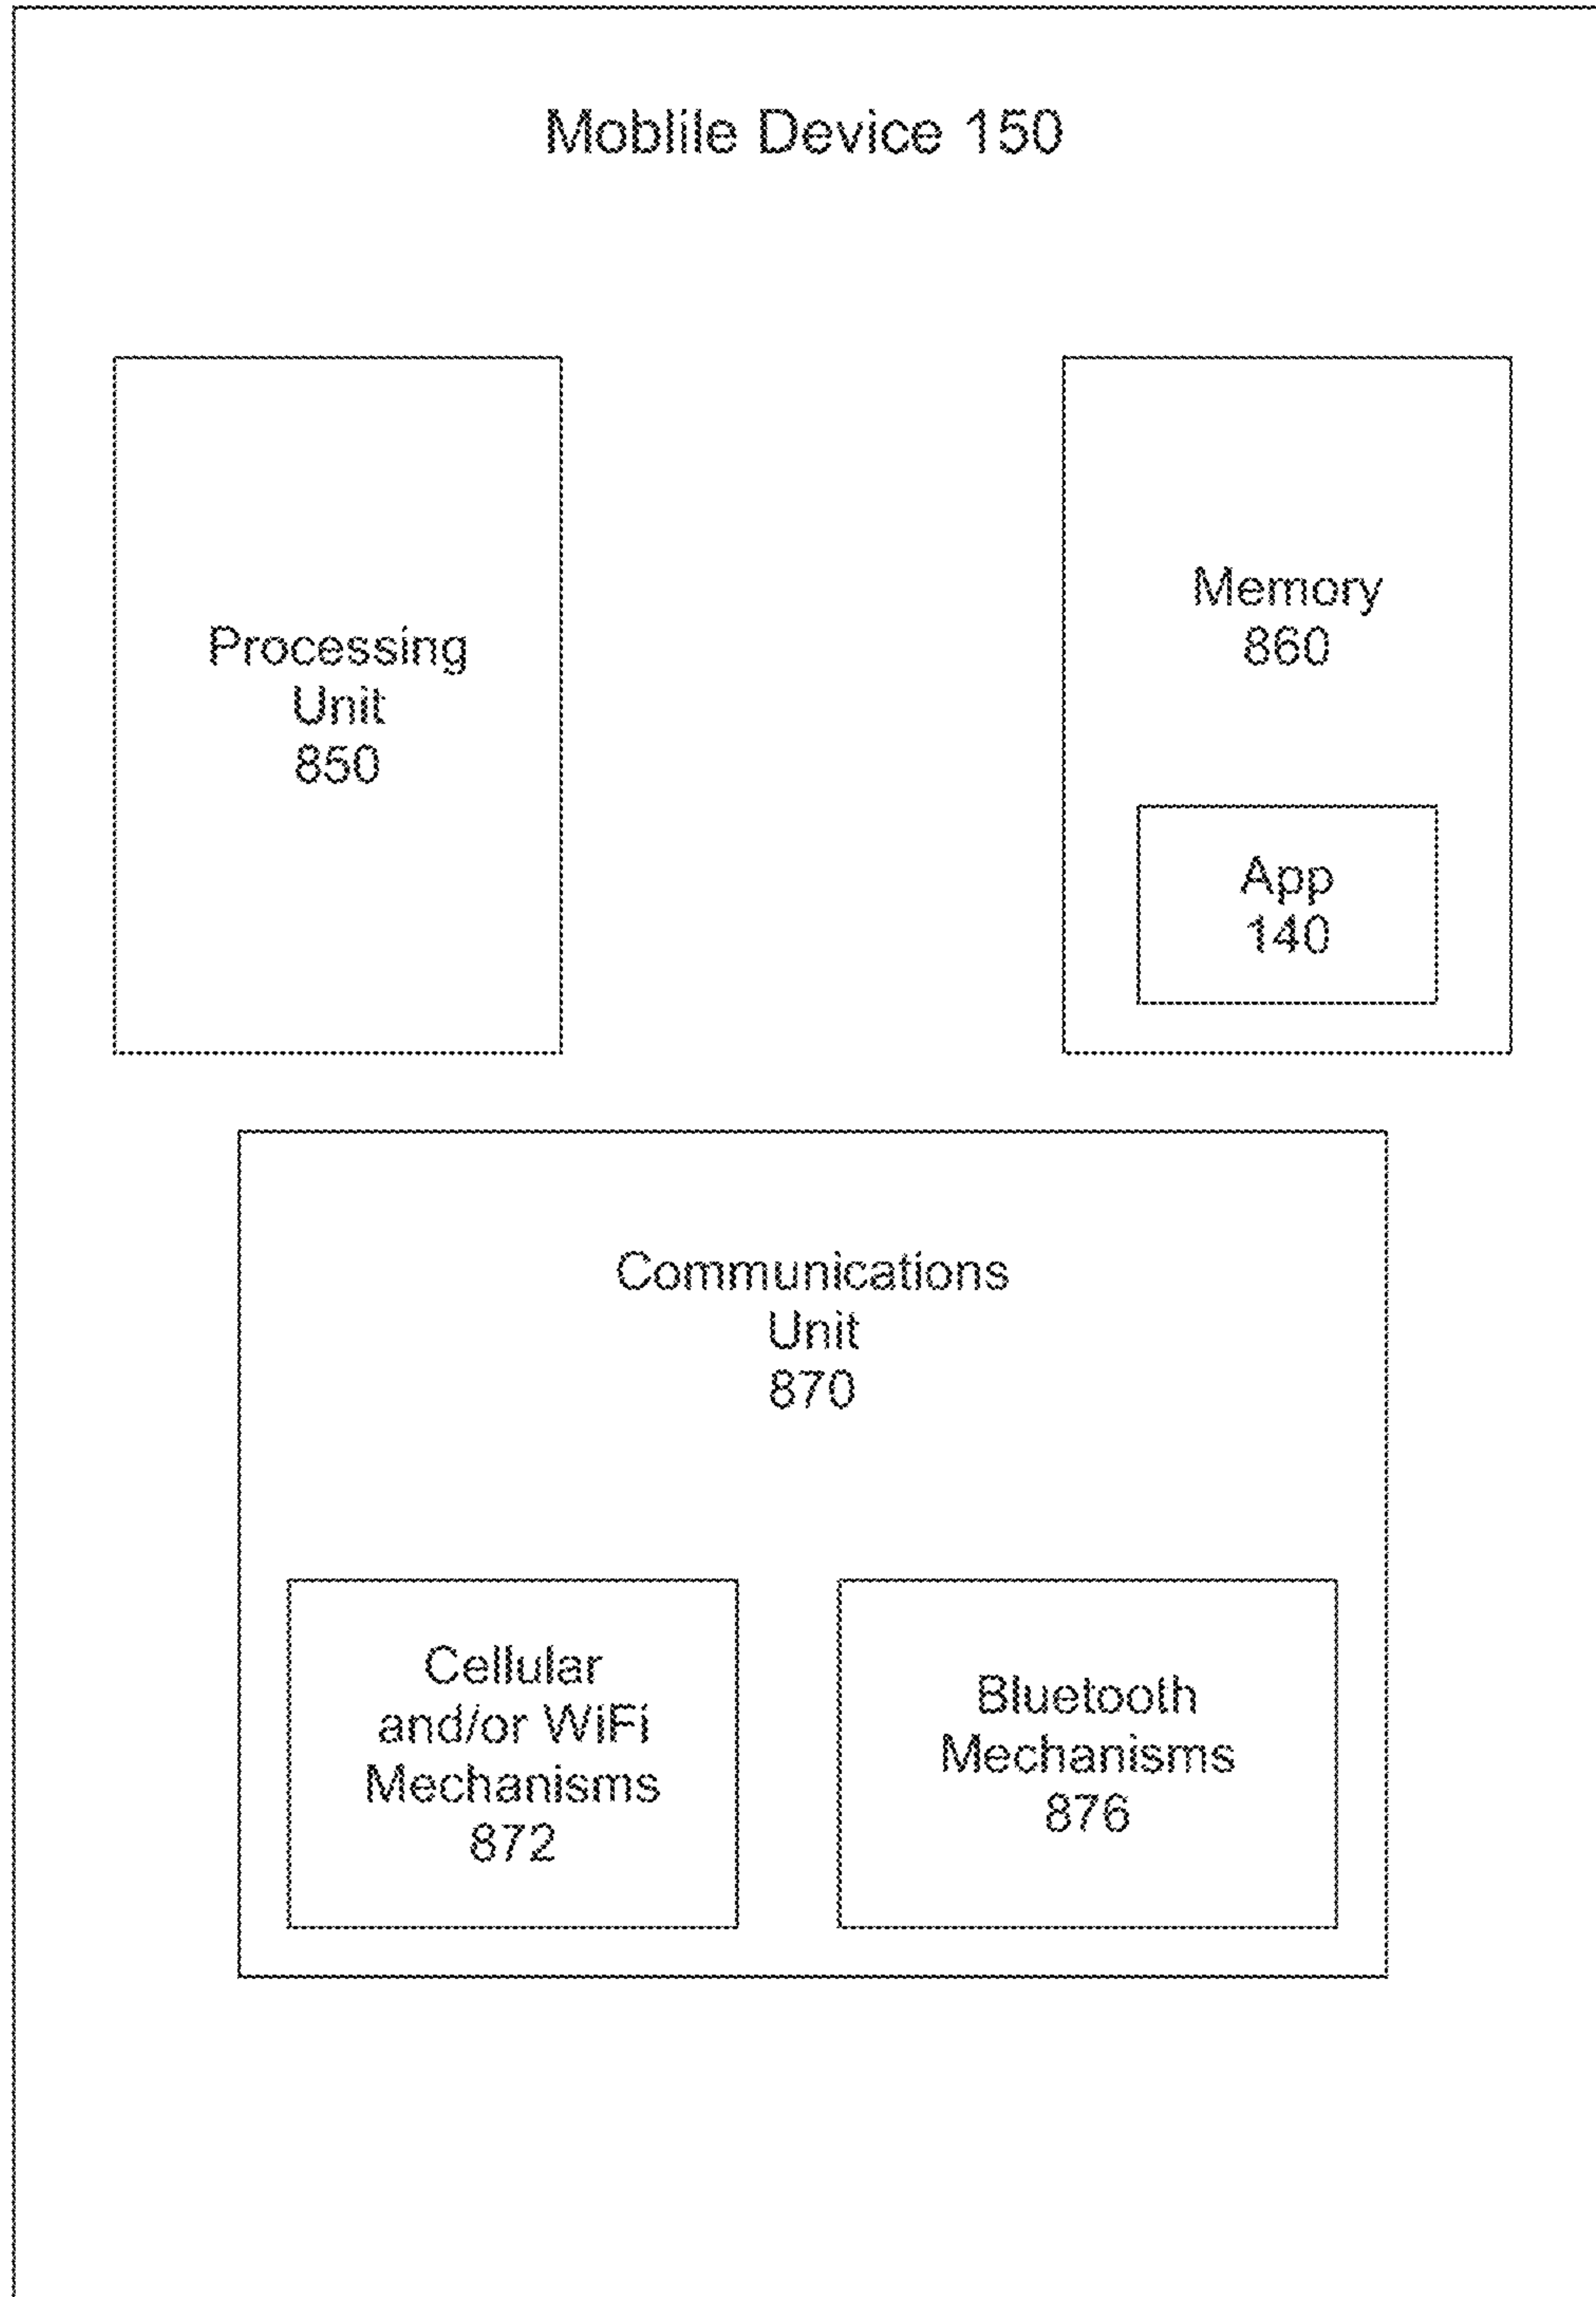 Moblile Device 150
Processing
Unit
850
Memory
860
App
140
Communications
Unit
870
Cellular
and/or WiFi
Mechanisms
872
Bluetooth
Mechanisms
876